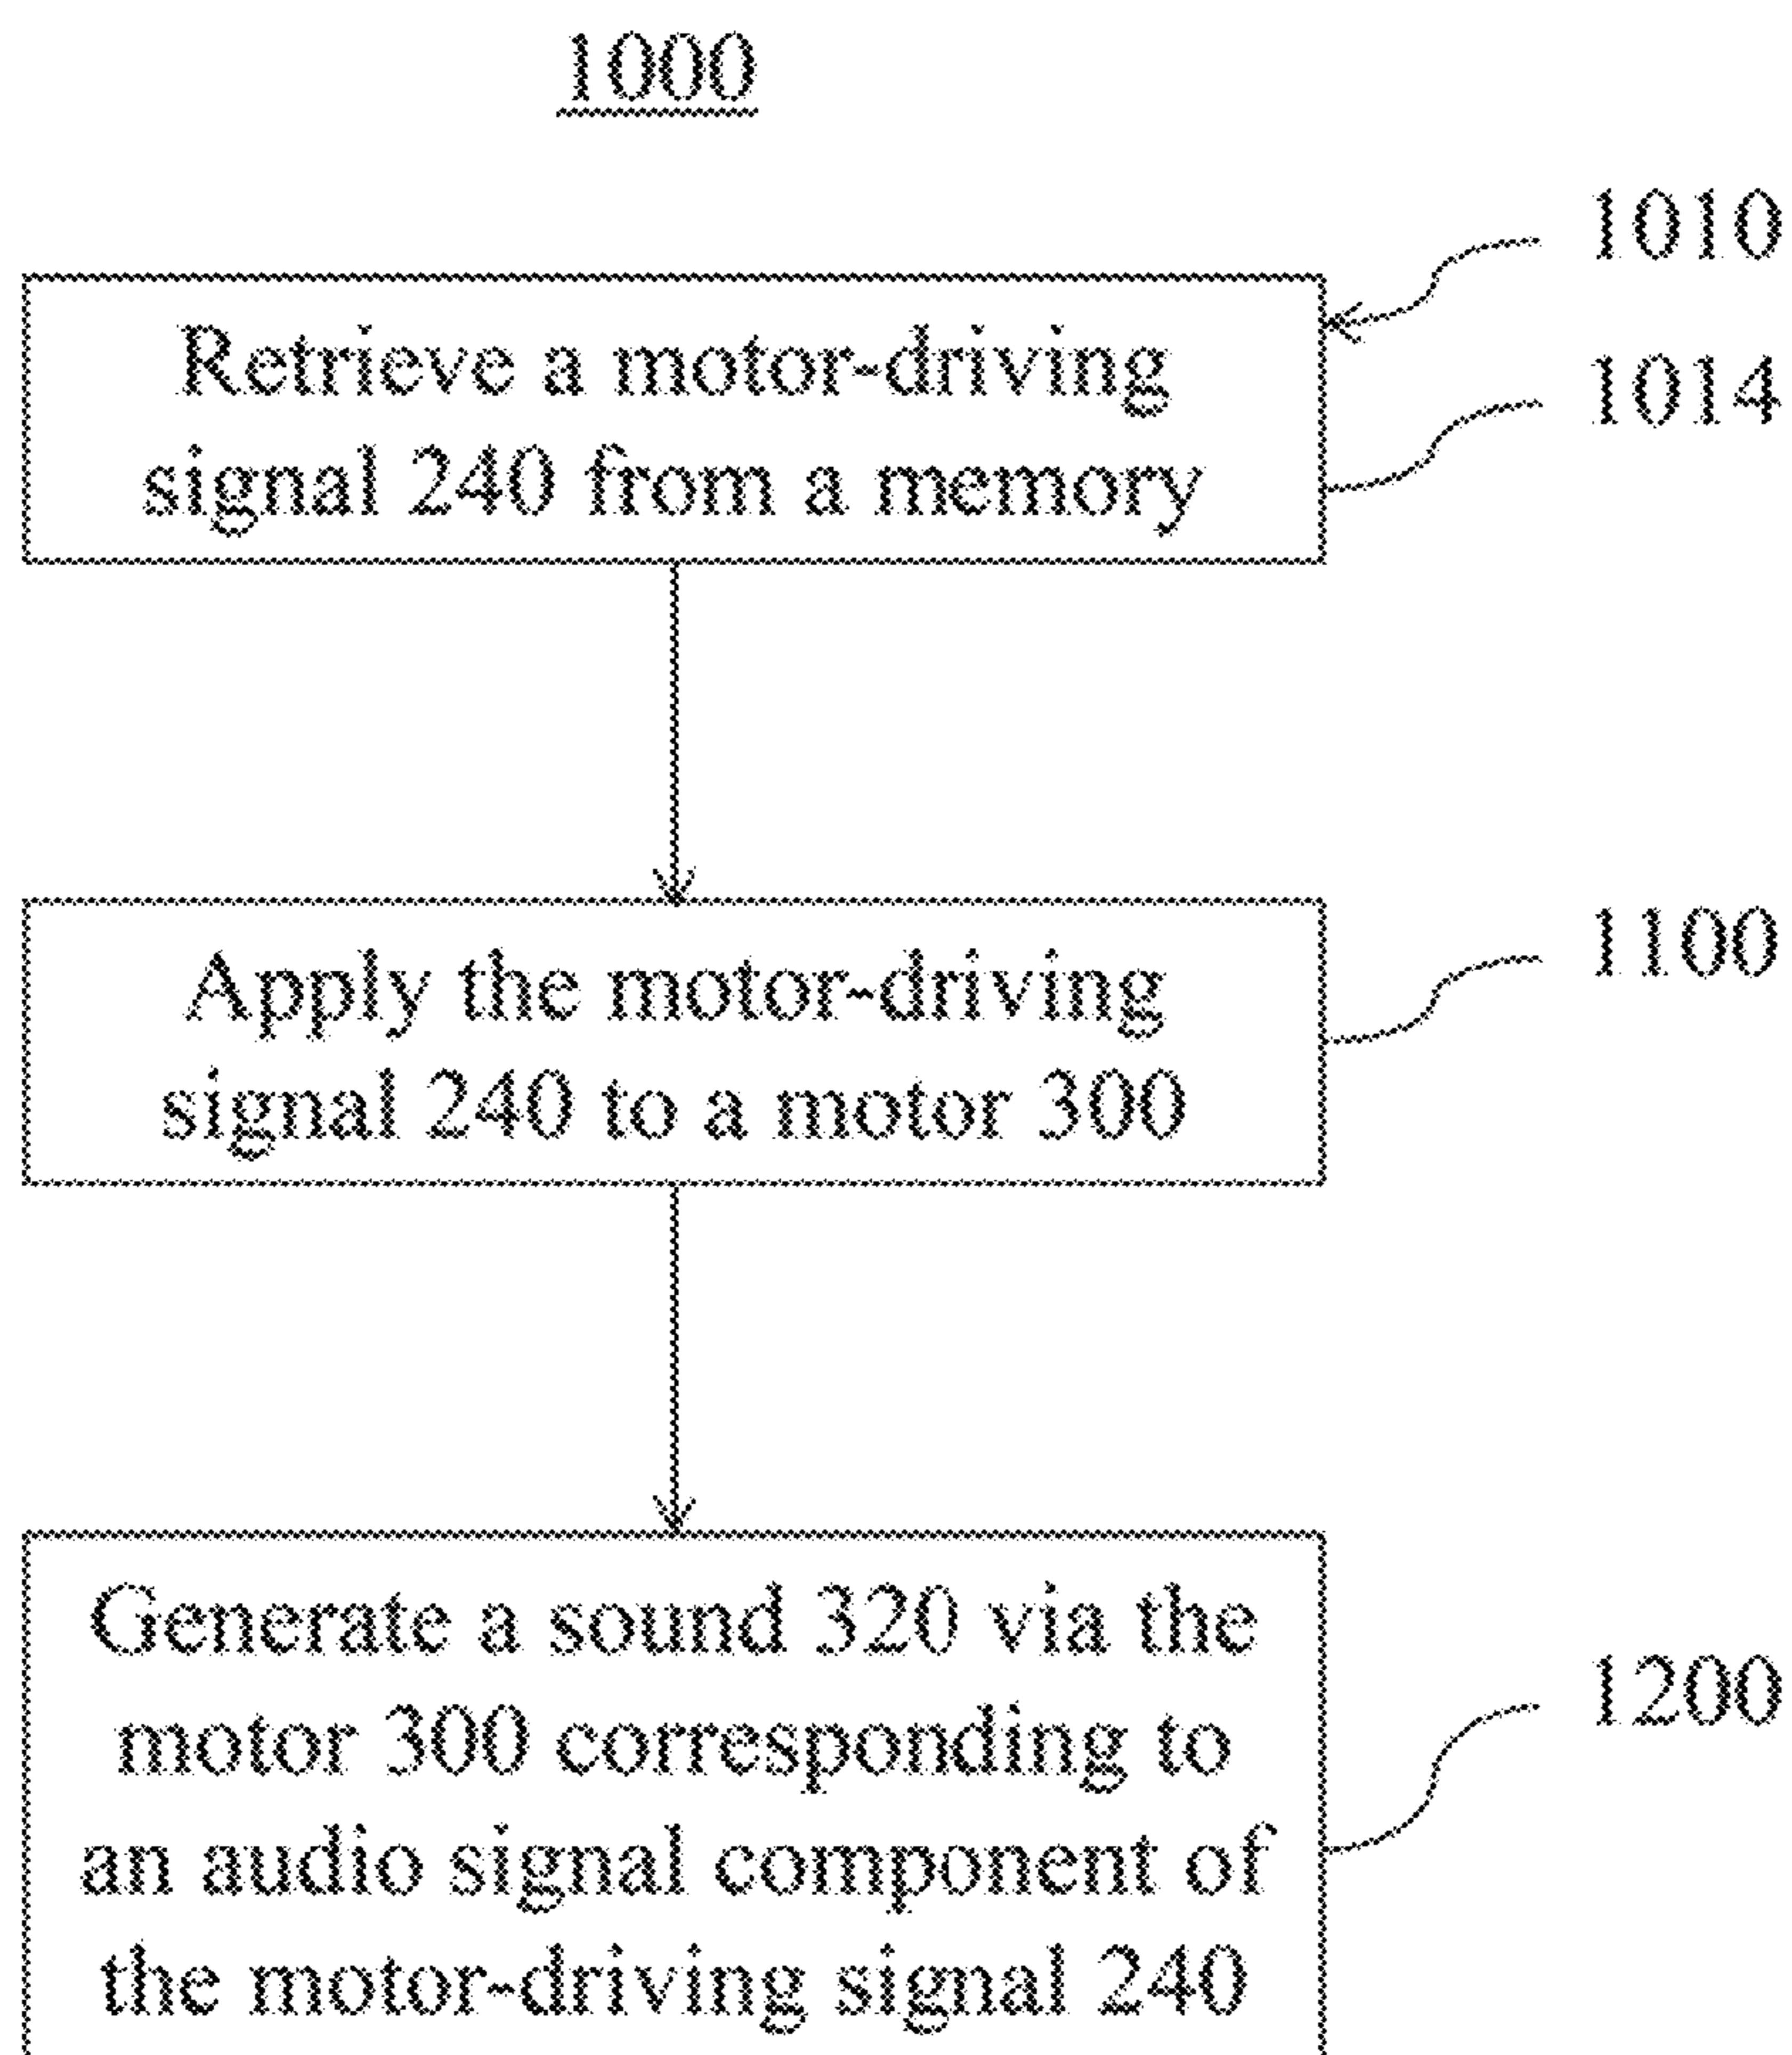 1000
1010
Retrieve a motor-driving
1014
signal 240 from a memory
1100
Apply the motor-driving
signal 240 to a motor 300
Generate a sound 320 via the
1200
motor 300 corresponding to
an audio signal component of
the motor-driving signal 240